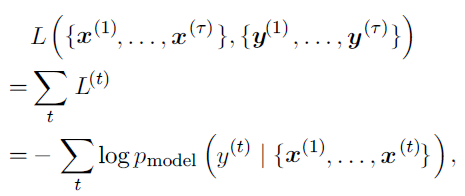 L({x^(1), . . . , x^(τ)}, {y^(1), . . . , y^(τ)})
= ∑_t L^(t)
= − ∑_t log p_model (y^(t) | {x^(1), . . . , x^(t)}),